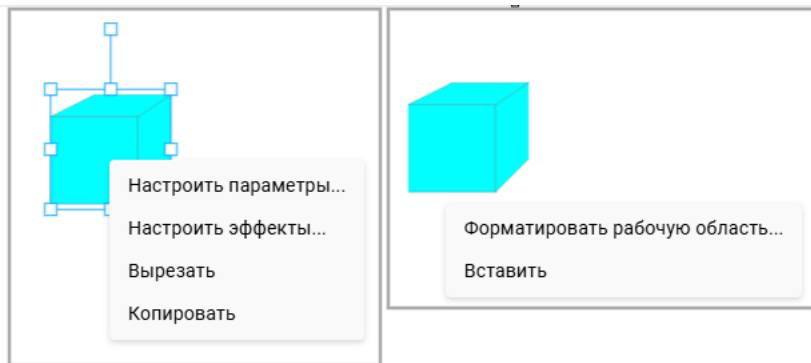 Настроить параметры...
Настроить эффекты...
Вырезать
Копировать
Форматировать рабочую область...
Вставить